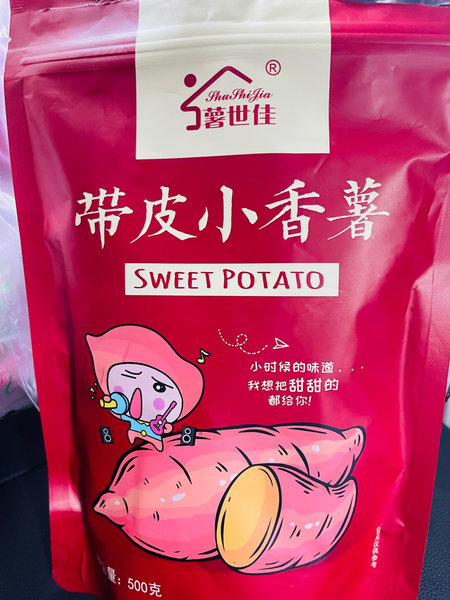 ShuShiJia
®
薯世佳
带皮小香薯
SWEET POTATO
小时候的味道...
我想把甜甜的
都给你!
量: 500克